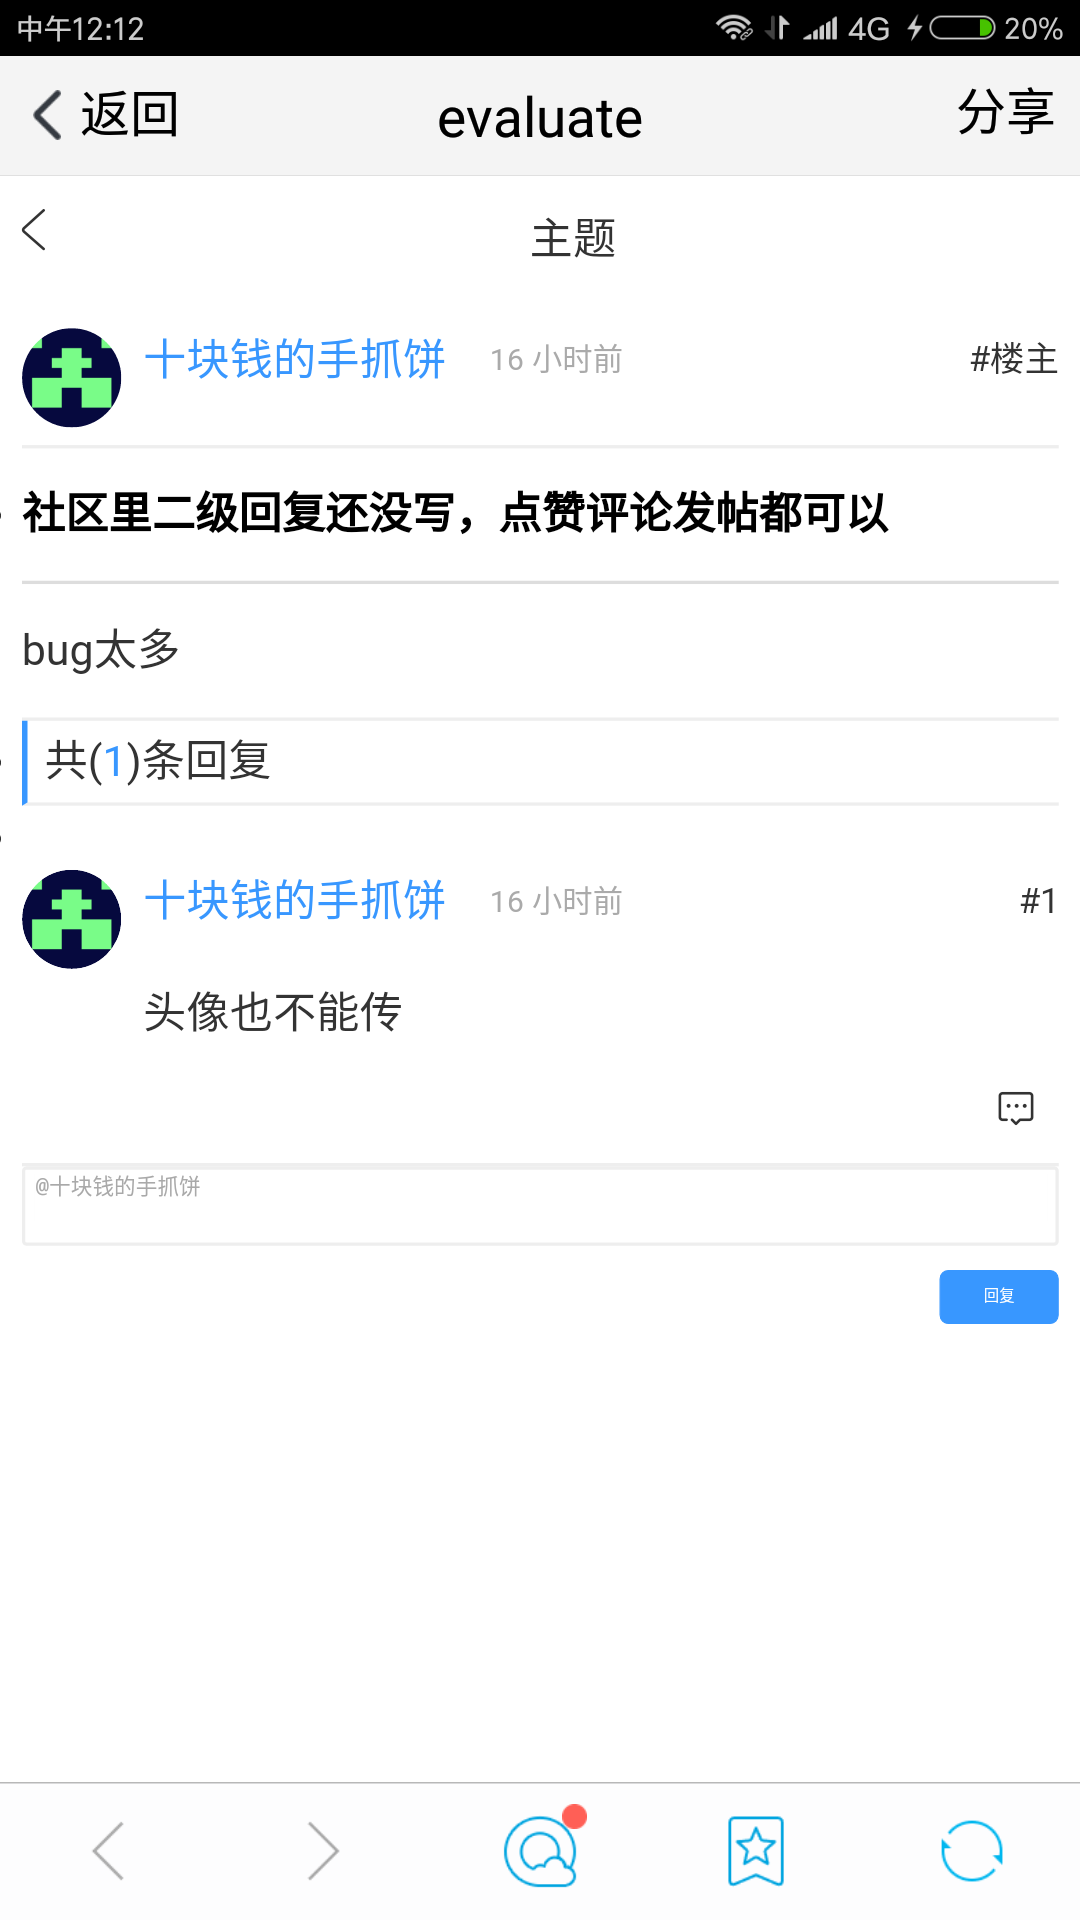 中午12:12 4G 20%
返回 evaluate 分享
主题
十块钱的手抓饼 16 小时前 #楼主
社区里二级回复还没写，点赞评论发帖都可以
bug太多
共(1)条回复
十块钱的手抓饼 16 小时前 #1
头像也不能传
@十块钱的手抓饼
回复